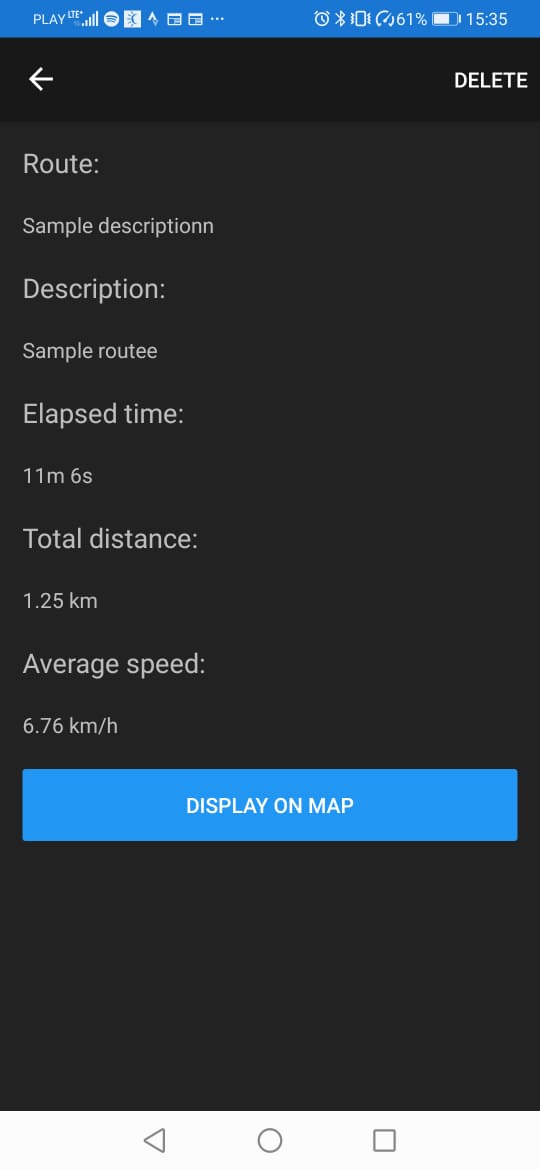 PLAY LTE+ 61% 15:35
DELETE
Route:
Sample descriptionn
Description:
Sample routee
Elapsed time:
11m 6s
Total distance:
1.25 km
Average speed:
6.76 km/h
DISPLAY ON MAP